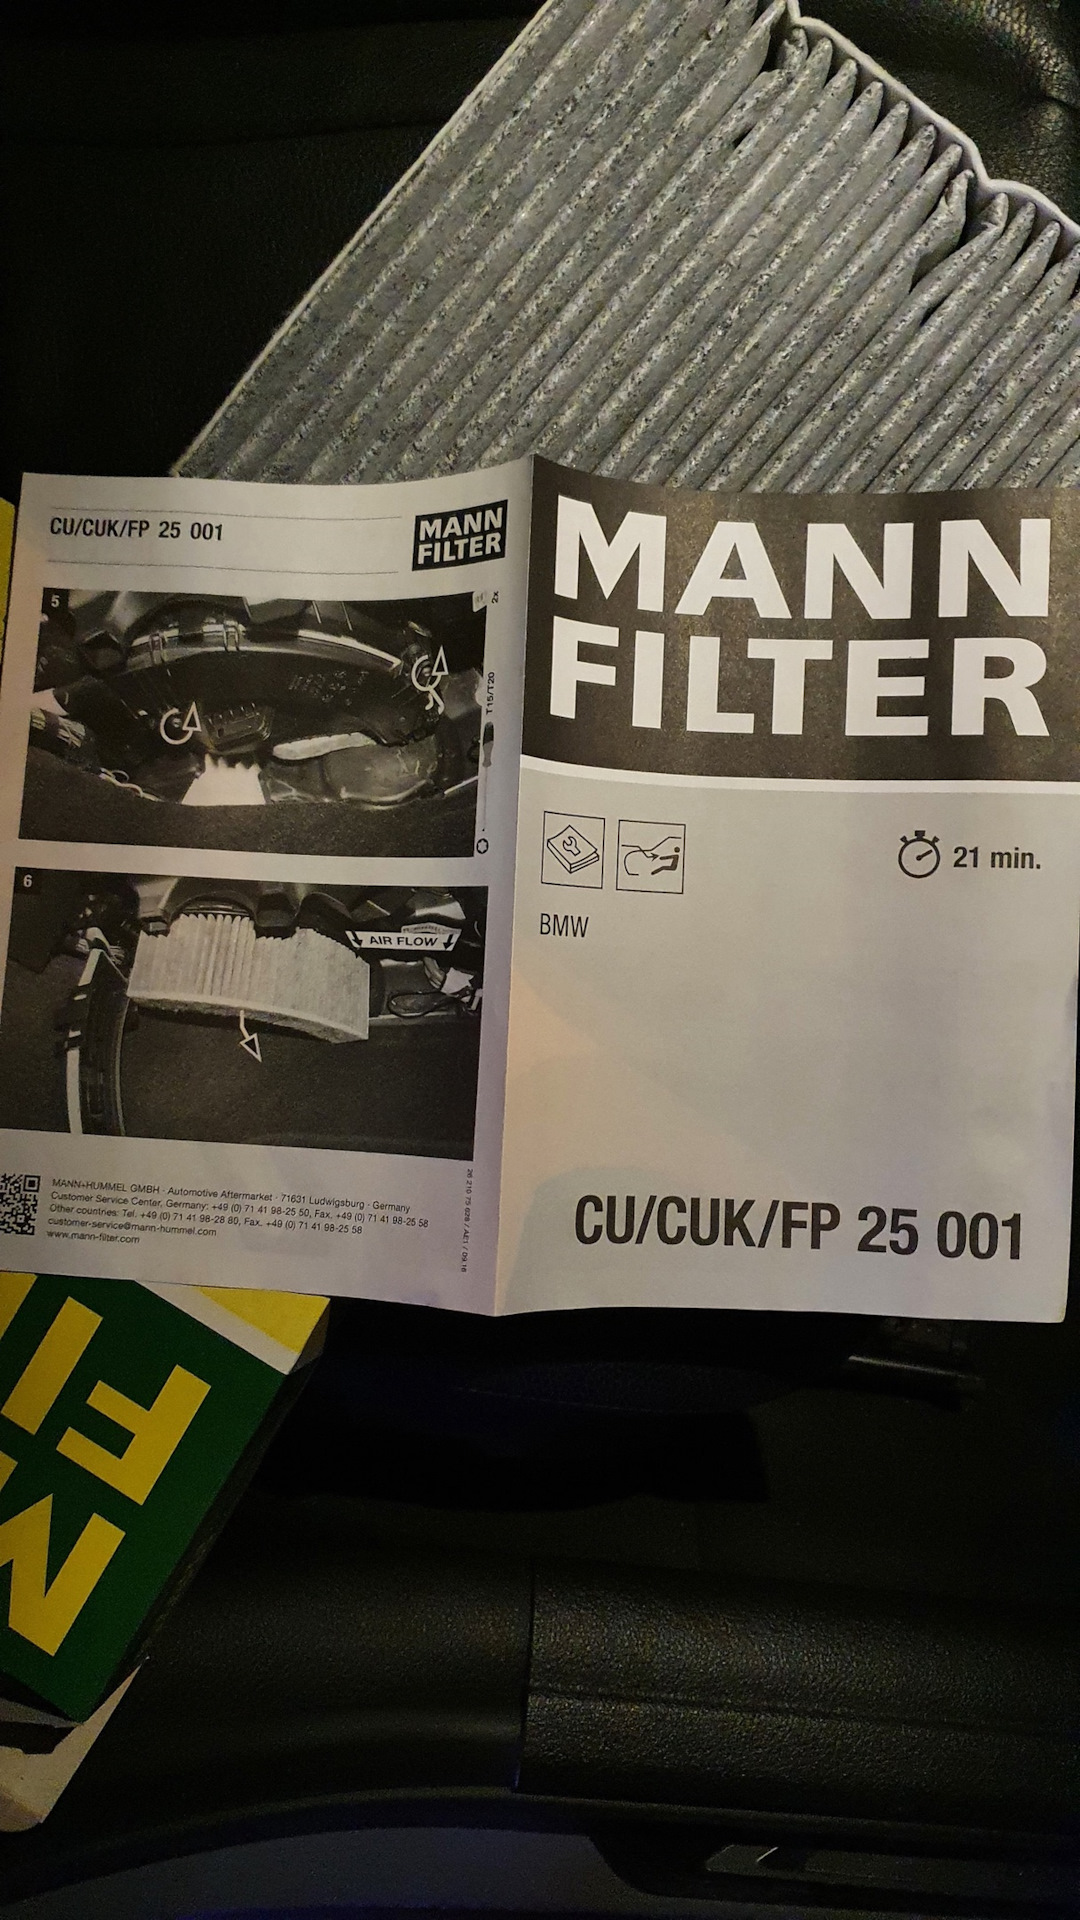 CU/CUK/FP 25 001
MANN
FILTER
5
2x
T15/T20
6
AIR FLOW
MANN+HUMMEL GMBH · Automotive Aftermarket · 71631 Ludwigsburg · Germany
Customer Service Center, Germany: +49 (0) 71 41 98-25 50, Fax. +49 (0) 71 41 98-25 58
Other countries: Tel. +49 (0) 71 41 98-28 80, Fax. +49 (0) 71 41 98-25 58
customer-service@mann-hummel.com
www.mann-filter.com
MANN
FILTER
21 min.
BMW
CU/CUK/FP 25 001
FI